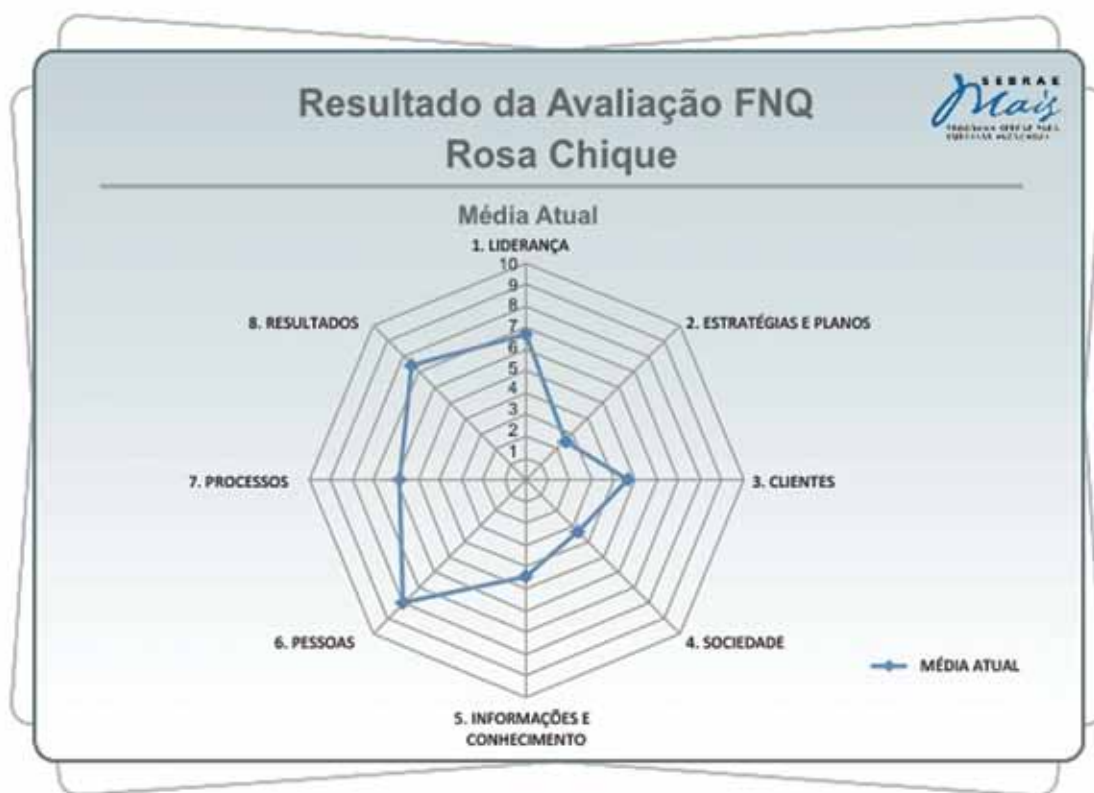 Resultado da Avaliação FNQ
Rosa Chique
SEBRAE
Mais
Média Atual
1. LIDERANÇA
10
9
8
7
6
5
4
3
2
1
2. ESTRATÉGIAS E PLANOS
3. CLIENTES
4. SOCIEDADE
5. INFORMAÇÕES E
CONHECIMENTO
6. PESSOAS
7. PROCESSOS
8. RESULTADOS
MÉDIA ATUAL